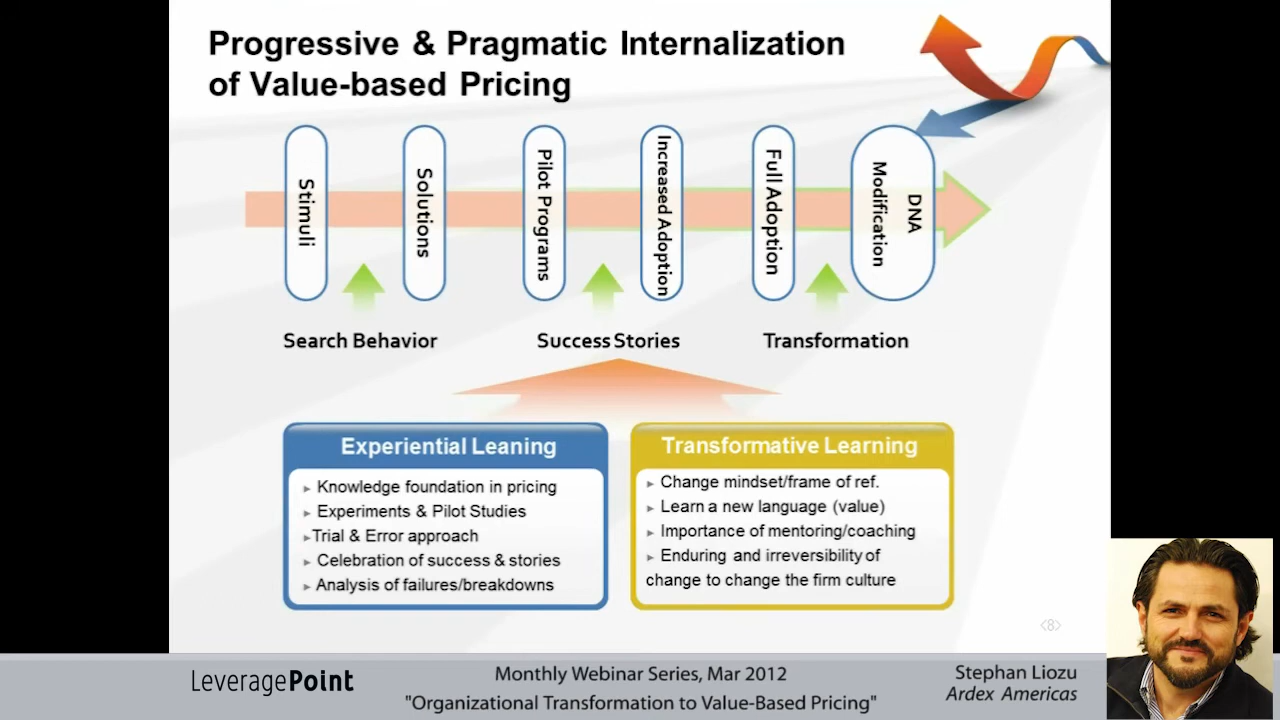 Progressive & Pragmatic Internalization
of Value-based Pricing
Stimuli
Solutions
Pilot Programs
Increased Adoption
Full Adoption
DNA
Modification
Search Behavior
Success Stories
Transformation
Experiential Leaning
▸ Knowledge foundation in pricing
▸ Experiments & Pilot Studies
▸Trial & Error approach
▸ Celebration of success & stories
▸ Analysis of failures/breakdowns
Transformative Learning
▸ Change mindset/frame of ref.
▸ Learn a new language (value)
▸ Importance of mentoring/coaching
▸ Enduring and irreversibility of
change to change the firm culture
<8>
LeveragePoint
Monthly Webinar Series, Mar 2012
"Organizational Transformation to Value-Based Pricing"
Stephan Liozu
Ardex Americas